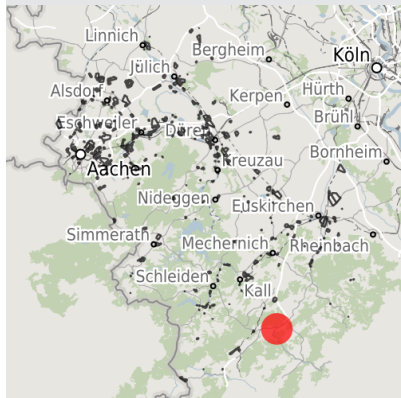 Linnich
Bergheim
Köln
Jülich
Alsdorf
Kerpen
Hürth
Eschweiler
Düren
Brühl
Aachen
Kreuzau
Bornheim
Nideggen
Euskirchen
Simmerath
Mechernich
Rheinbach
Schleiden
Kall